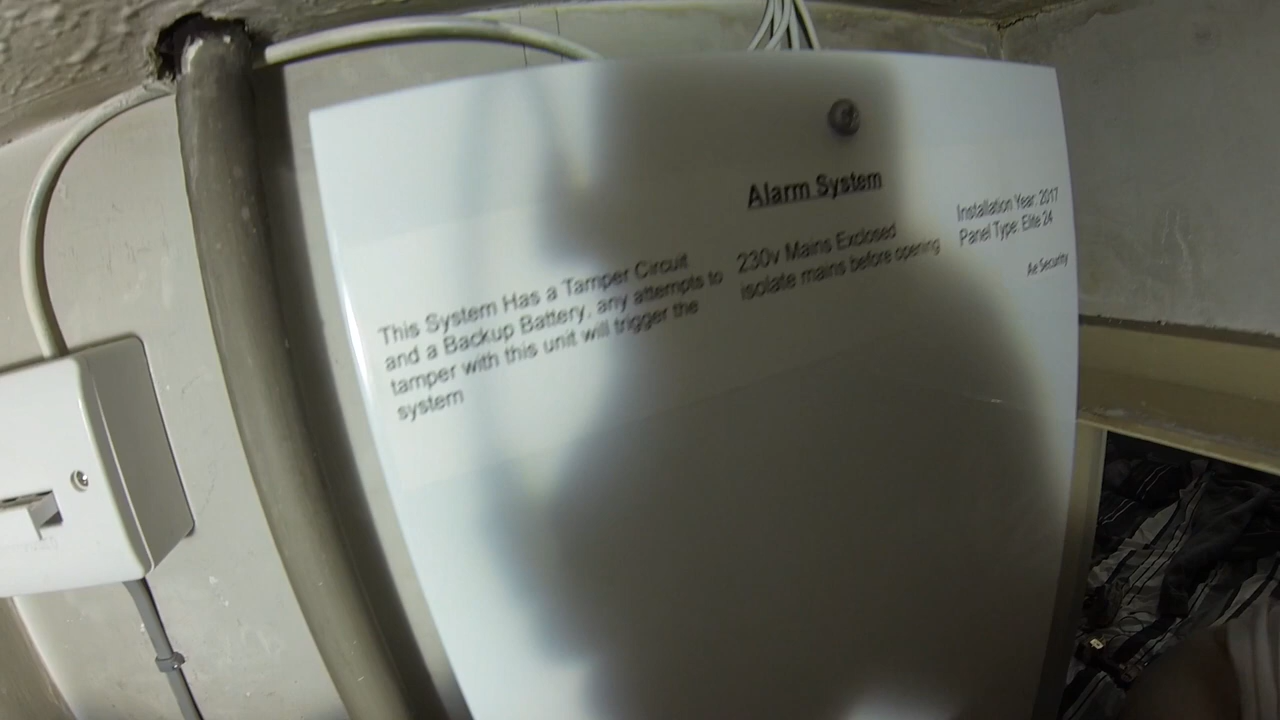 Alarm System
This System Has a Tamper Circuit
and a Backup Battery, any attempts to
tamper with this unit will trigger the
system
230v Mains Exclosed
isolate mains before opening
Installation Year: 2017
Panel Type: Elite 24
Ae Security